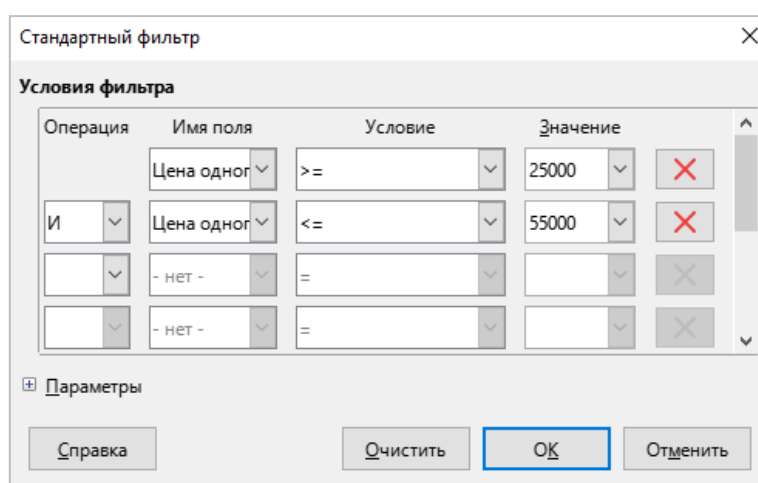 Стандартный фильтр
Условия фильтра
Операция Имя поля Условие Значение
Цена одног >= 25000
И Цена одног <= 55000
- нет - =
- нет - =
Параметры
Справка Очистить ОК Отменить